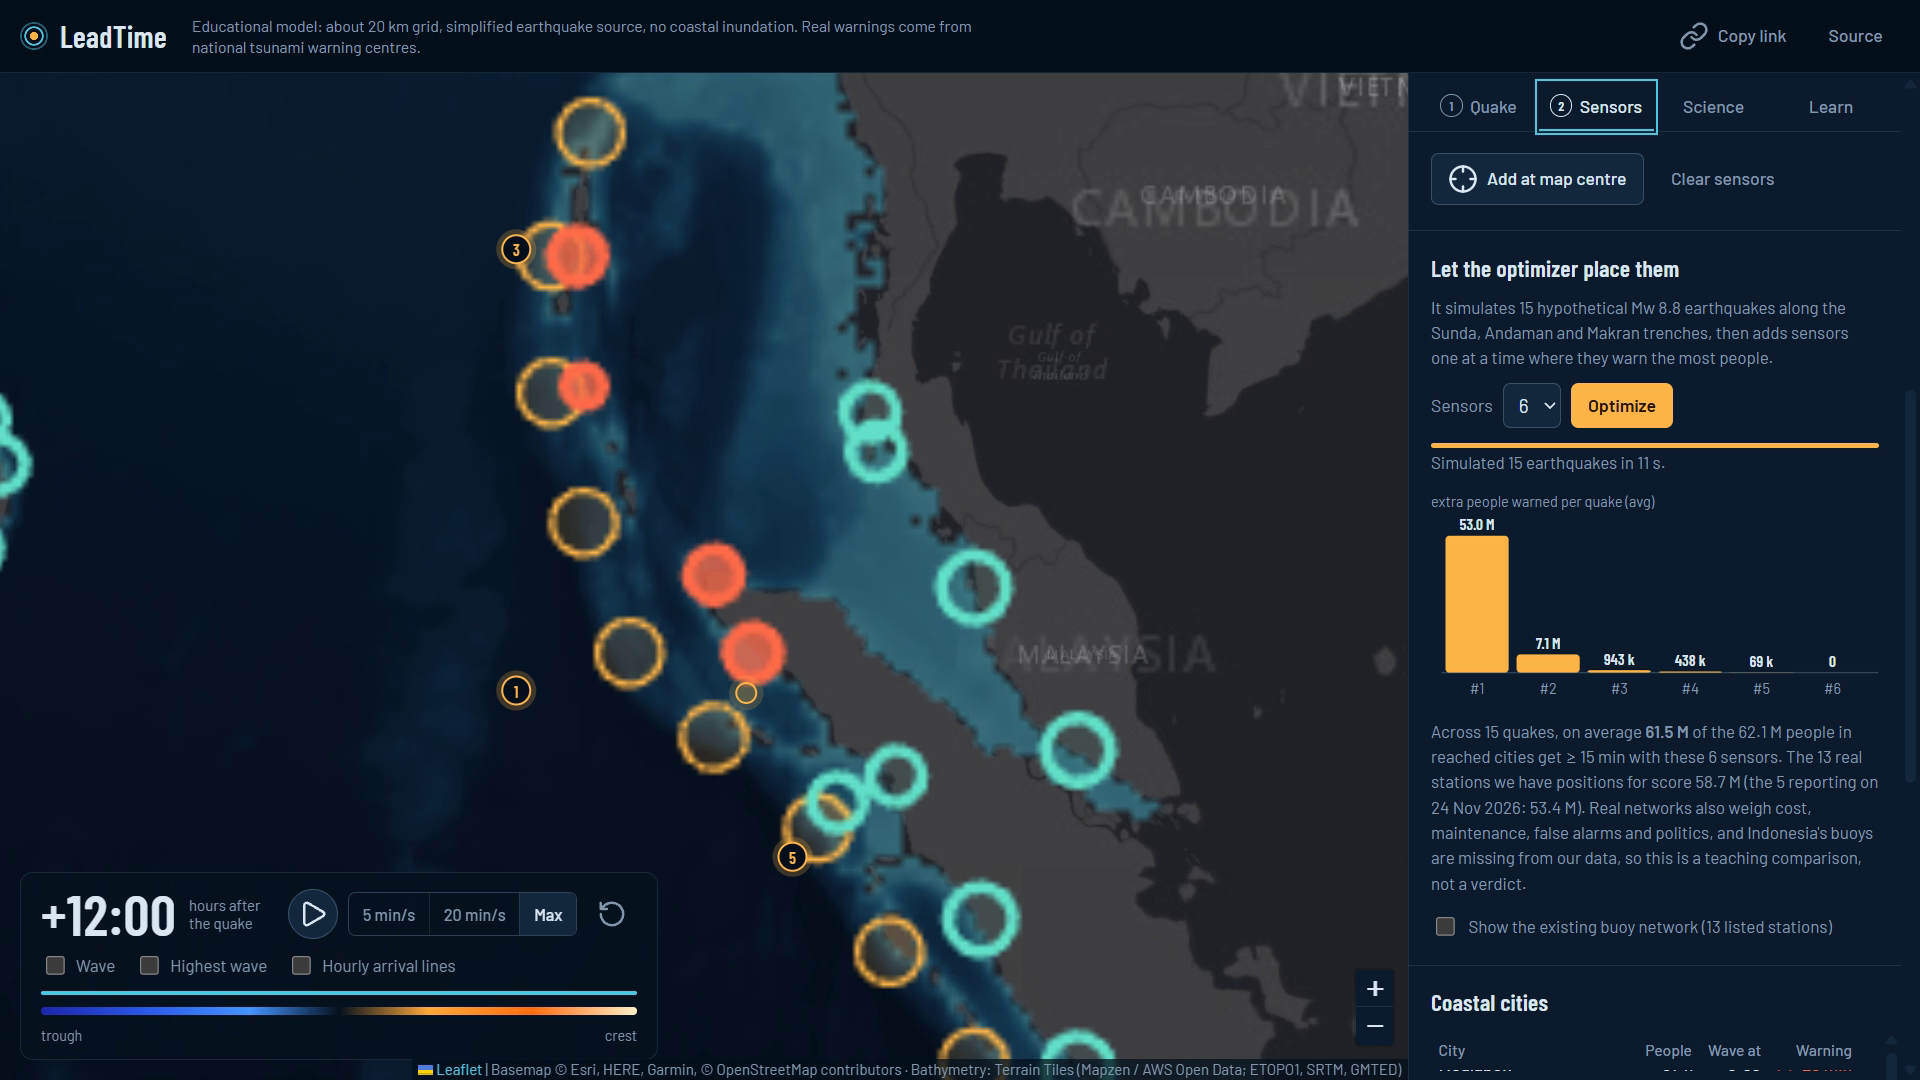 LeadTime
Educational model: about 20 km grid, simplified earthquake source, no coastal inundation. Real warnings come from
national tsunami warning centres.
Copy link
Source
VIETN
CAMBODIA
CAMBODIA
Gulf of
Thailand
Gulf of
Thailand
MALAYSIA
ALAYSIA
3
1
5
+12:00
hours after
the quake
5 min/s
20 min/s
Max
Wave
Highest wave
Hourly arrival lines
trough
crest
+
−
Leaflet | Basemap © Esri, HERE, Garmin, © OpenStreetMap contributors · Bathymetry: Terrain Tiles (Mapzen / AWS Open Data; ETOPO1, SRTM, GMTED)
1 Quake
2 Sensors
Science
Learn
Add at map centre
Clear sensors
Let the optimizer place them
It simulates 15 hypothetical Mw 8.8 earthquakes along the
Sunda, Andaman and Makran trenches, then adds sensors
one at a time where they warn the most people.
Sensors
6
Optimize
Simulated 15 earthquakes in 11 s.
extra people warned per quake (avg)
53.0 M
7.1 M
943 k
438 k
69 k
0
#1
#2
#3
#4
#5
#6
Across 15 quakes, on average 61.5 M of the 62.1 M people in
reached cities get ≥ 15 min with these 6 sensors. The 13 real
stations we have positions for score 58.7 M (the 5 reporting on
24 Nov 2026: 53.4 M). Real networks also weigh cost,
maintenance, false alarms and politics, and Indonesia's buoys
are missing from our data, so this is a teaching comparison,
not a verdict.
Show the existing buoy network (13 listed stations)
Coastal cities
City
People
Wave at
Warning